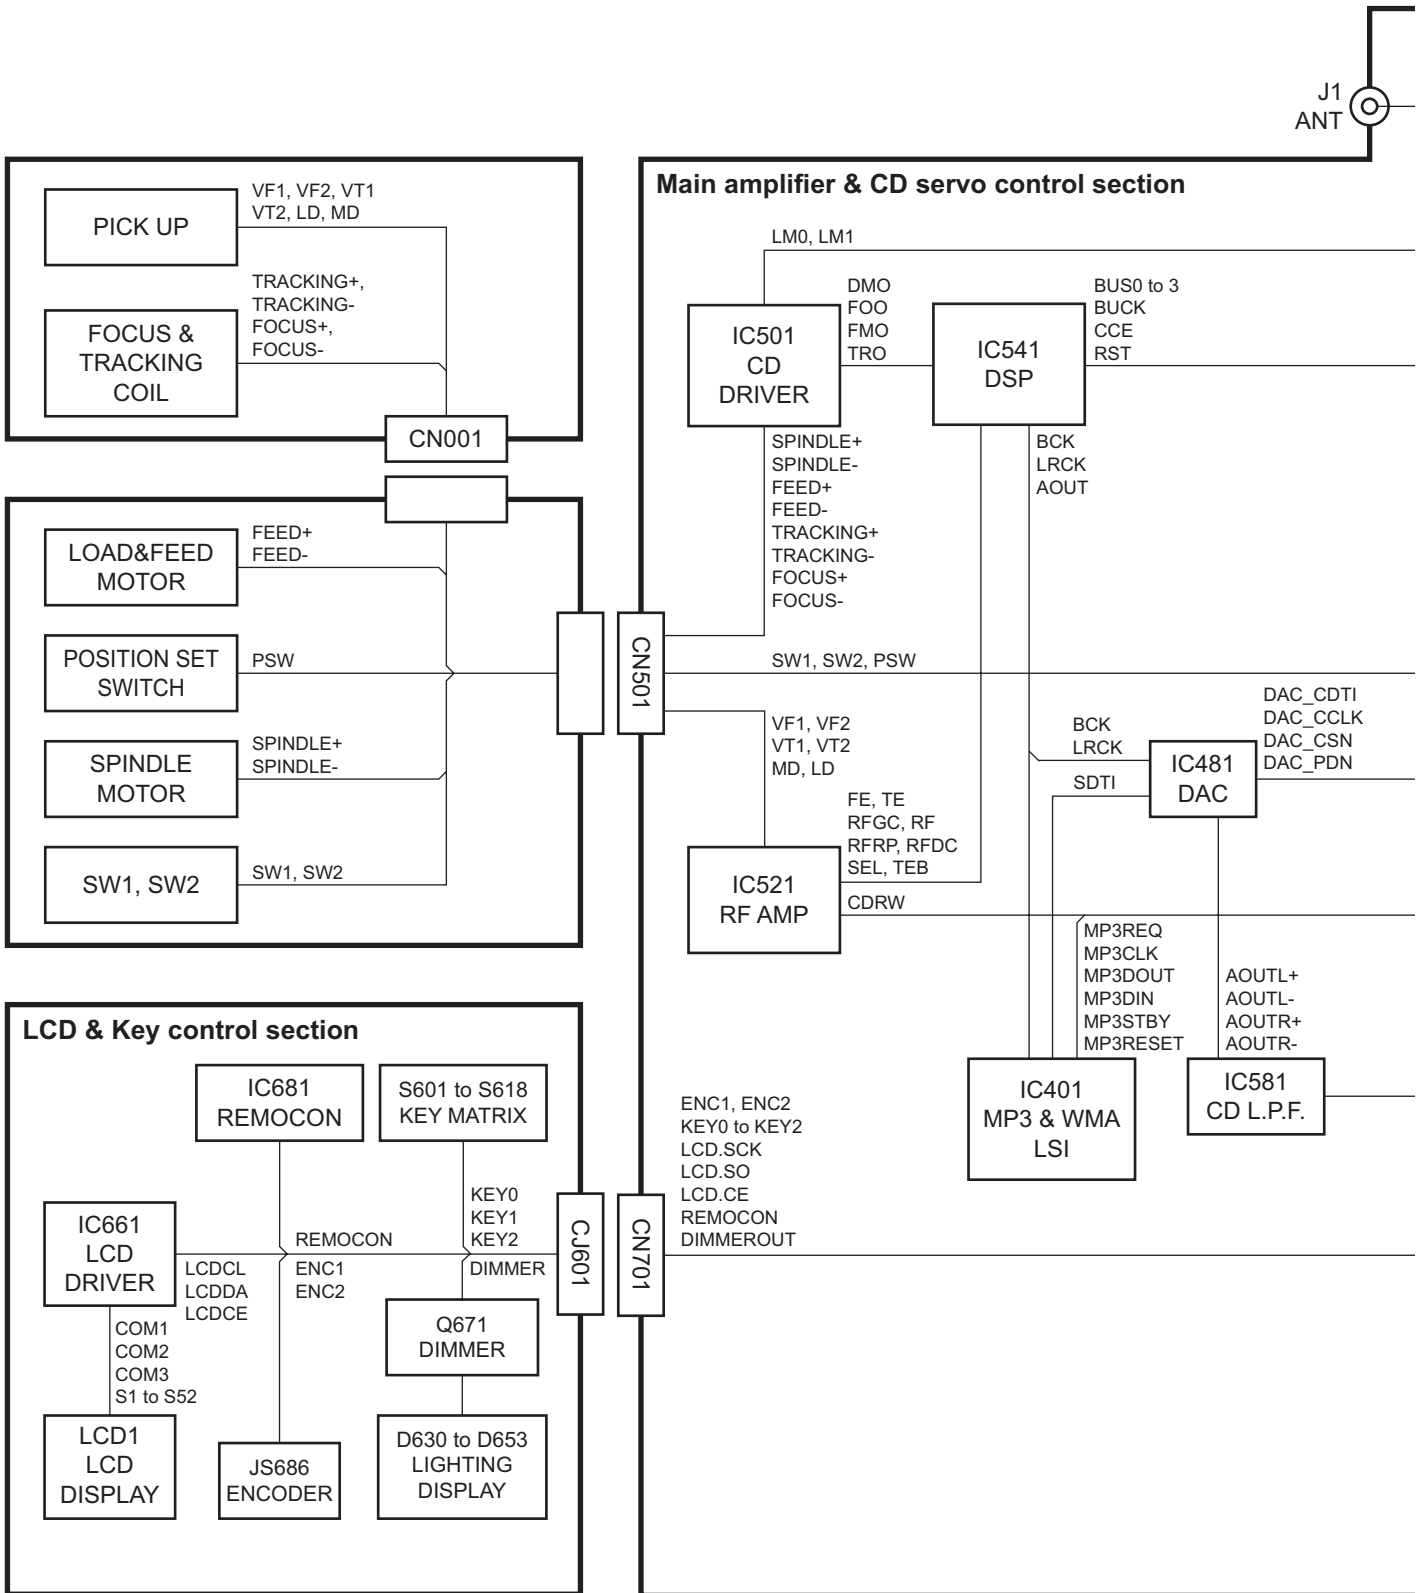 J1
ANT
PICK UP
VF1, VF2, VT1
VT2, LD, MD
FOCUS &
TRACKING
COIL
TRACKING+,
TRACKING-
FOCUS+,
FOCUS-
CN001
LOAD&FEED
MOTOR
FEED+
FEED-
POSITION SET
SWITCH
PSW
SPINDLE
MOTOR
SPINDLE+
SPINDLE-
SW1, SW2
SW1, SW2
Main amplifier & CD servo control section
LM0, LM1
IC501
CD
DRIVER
DMO
FOO
FMO
TRO
IC541
DSP
BUS0 to 3
BUCK
CCE
RST
SPINDLE+
SPINDLE-
FEED+
FEED-
TRACKING+
TRACKING-
FOCUS+
FOCUS-
BCK
LRCK
AOUT
CN501
SW1, SW2, PSW
VF1, VF2
VT1, VT2
MD, LD
BCK
LRCK
SDTI
IC481
DAC
DAC_CDTI
DAC_CCLK
DAC_CSN
DAC_PDN
IC521
RF AMP
FE, TE
RFGC, RF
RFRP, RFDC
SEL, TEB
CDRW
MP3REQ
MP3CLK
MP3DOUT
MP3DIN
MP3STBY
MP3RESET
AOUTL+
AOUTL-
AOUTR+
AOUTR-
IC401
MP3 & WMA
LSI
IC581
CD L.P.F.
LCD & Key control section
IC681
REMOCON
S601 to S618
KEY MATRIX
IC661
LCD
DRIVER
REMOCON
KEY0
KEY1
KEY2
LCDCL
LCDDA
LCDCE
ENC1
ENC2
DIMMER
CJ601
CN701
ENC1, ENC2
KEY0 to KEY2
LCD.SCK
LCD.SO
LCD.CE
REMOCON
DIMMEROUT
COM1
COM2
COM3
S1 to S52
Q671
DIMMER
LCD1
LCD
DISPLAY
JS686
ENCODER
D630 to D653
LIGHTING
DISPLAY